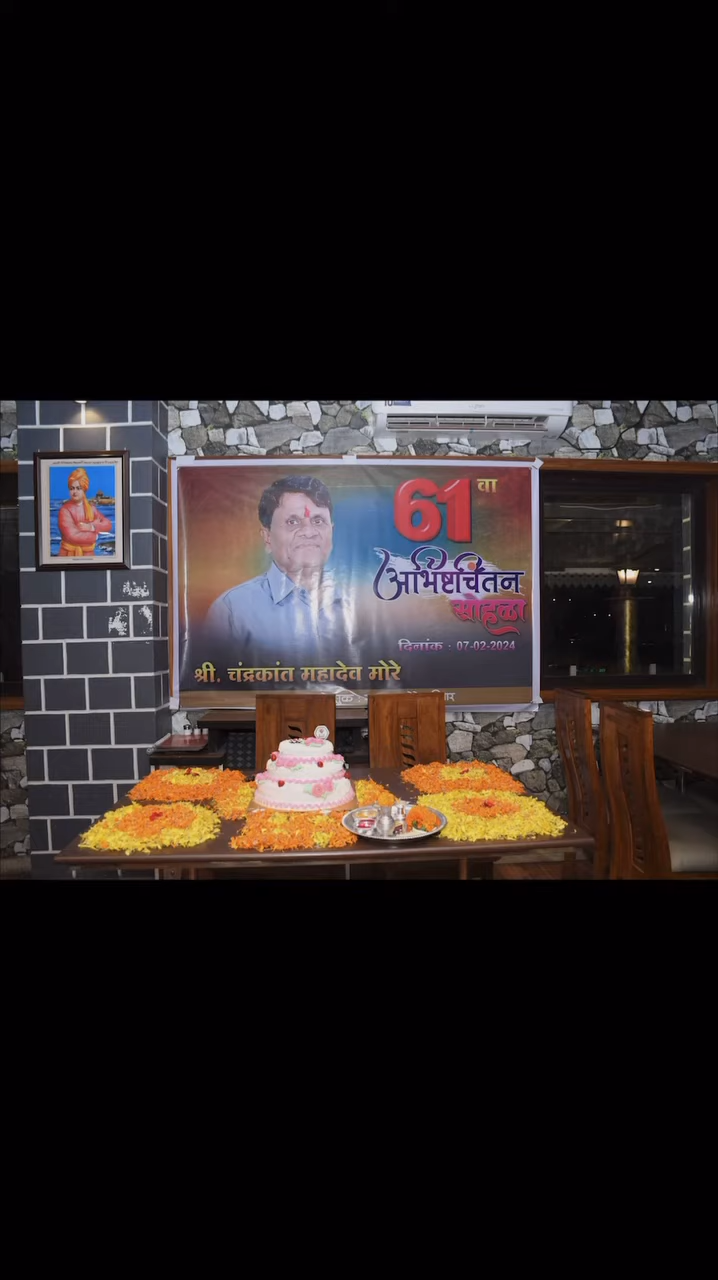 61 वा
अभिष्टचिंतन
सोहळा
दिनांक - 07-02-2024
श्री. चंद्रकांत महादेव मोरे